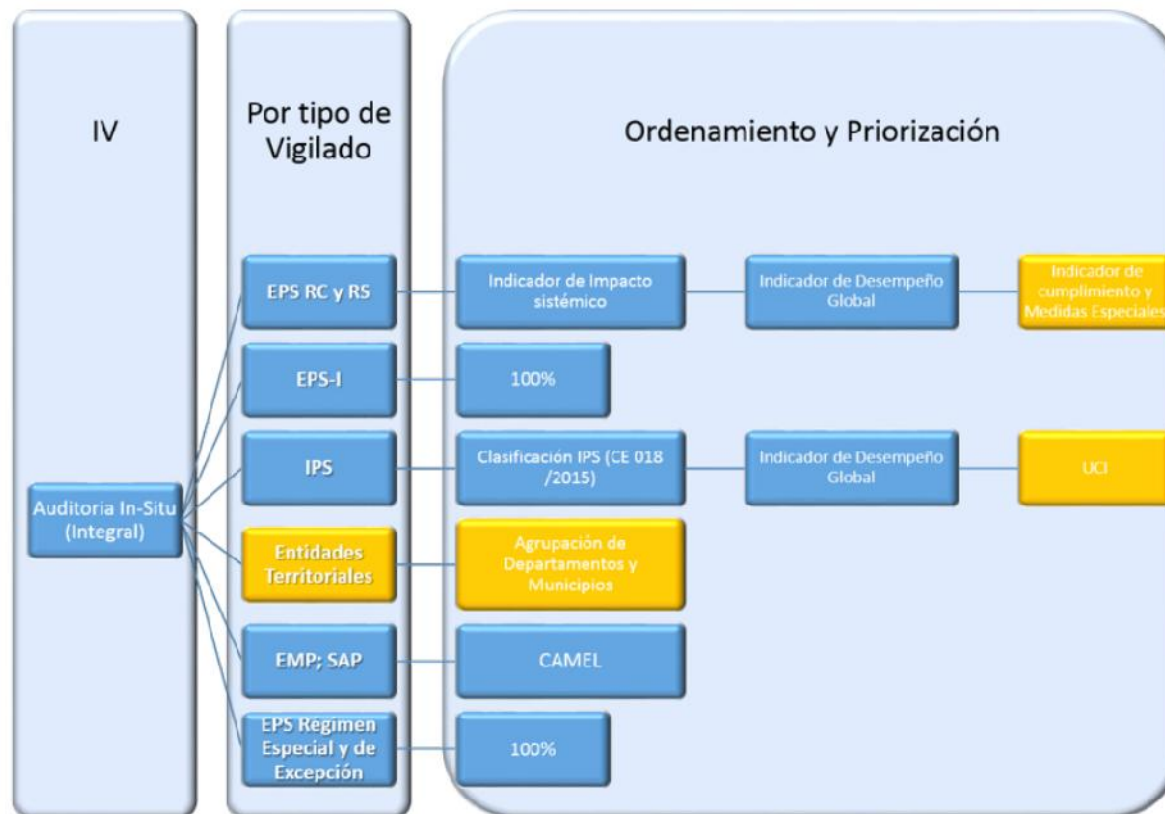 IV
Por tipo de
Vigilado
Ordenamiento y Priorización
EPS RC y RS
Indicador de Impacto
sistémico
Indicador de Desempeño
Global
Indicador de
cumplimiento y
Medidas Especiales
EPS-I
100%
IPS
Clasificación IPS (CE 018
/2015)
Indicador de Desempeño
Global
UCI
Auditoria In-Situ
(Integral)
Entidades
Territoriales
Agrupación de
Departamentos y
Municipios
EMP; SAP
CAMEL
EPS Régimen
Especial y de
Excepción
100%